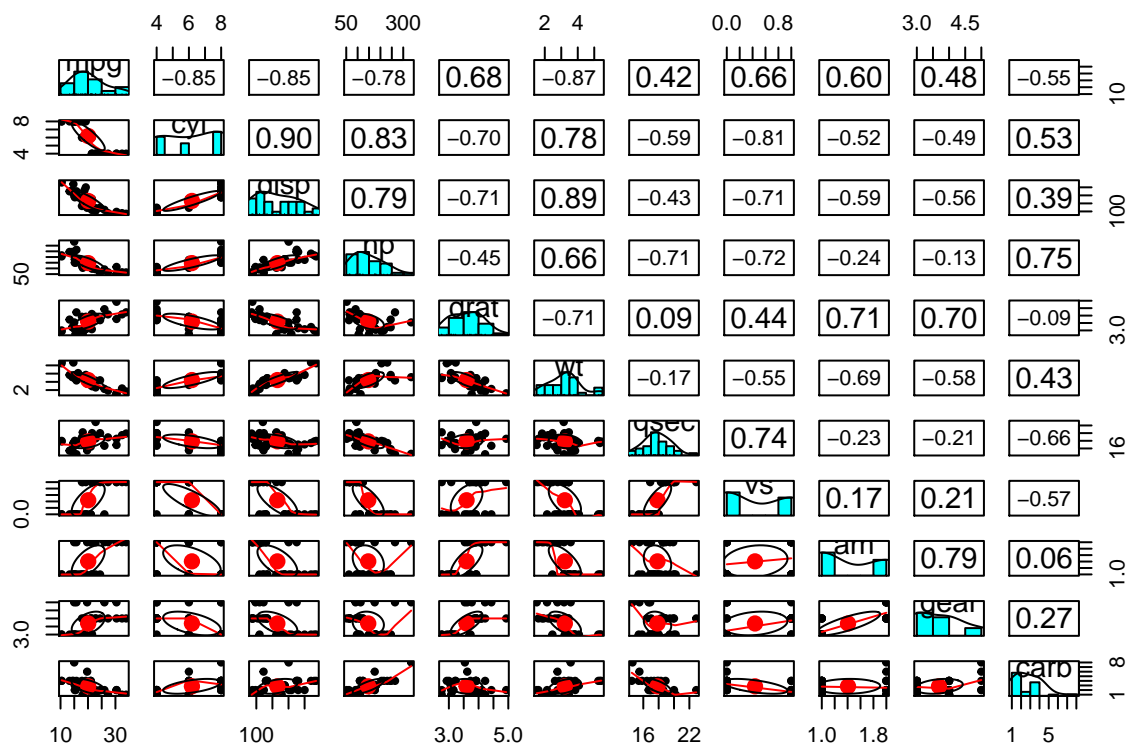 4 6 8 50 300 2 4 0.0 0.8 3.0 4.5
mpg −0.85 −0.85 −0.78 0.68 −0.87 0.42 0.66 0.60 0.48 −0.55 10
4 8 cyl 0.90 0.83 −0.70 0.78 −0.59 −0.81 −0.52 −0.49 0.53
disp 0.79 −0.71 0.89 −0.43 −0.71 −0.59 −0.56 0.39 100
50 hp −0.45 0.66 −0.71 −0.72 −0.24 −0.13 0.75
drat −0.71 0.09 0.44 0.71 0.70 −0.09 3.0
2 wt −0.17 −0.55 −0.69 −0.58 0.43
qsec 0.74 −0.23 −0.21 −0.66 16
0.0 vs 0.17 0.21 −0.57
am 0.79 0.06 1.0
3.0 gear 0.27
carb 1 8
10 30 100 3.0 5.0 16 22 1.0 1.8 1 5